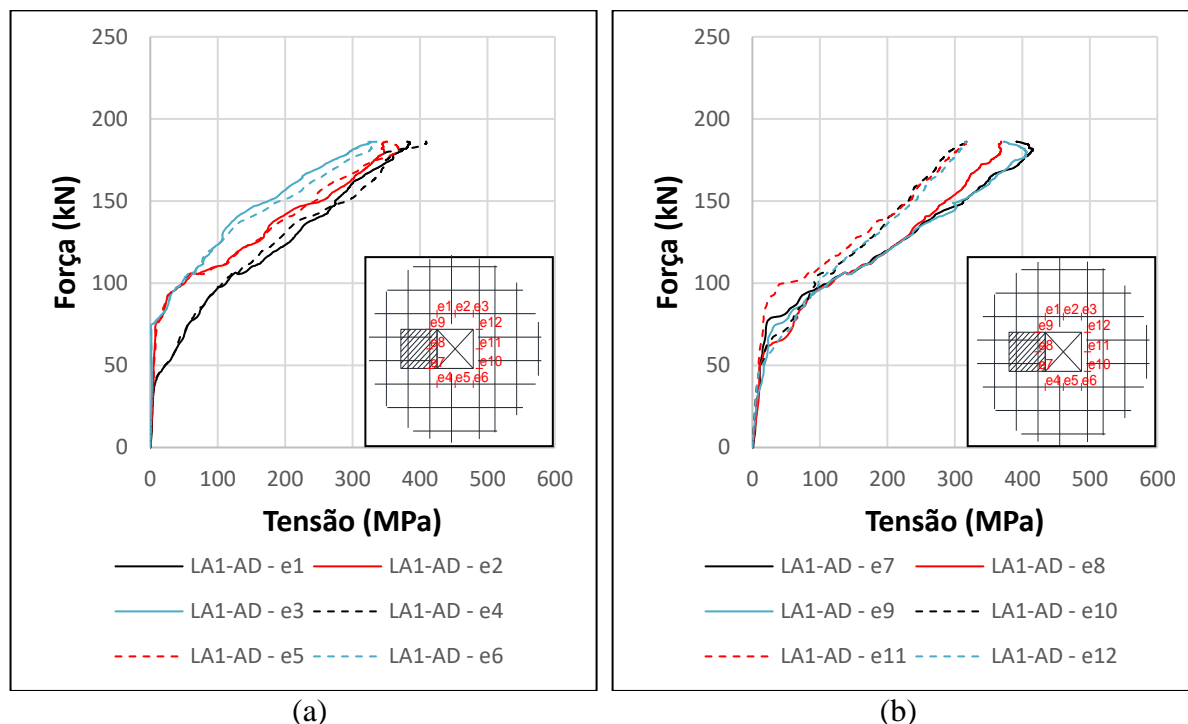 250
200
150
100
50
0
Força (kN)
0 100 200 300 400 500 600
Tensão (MPa)
e1 e2 e3
e9 e12
e8 e11
e7 e10
e4 e5 e6
LA1-AD - e1 LA1-AD - e2
LA1-AD - e3 LA1-AD - e4
LA1-AD - e5 LA1-AD - e6
(a)
250
200
150
100
50
0
Força (kN)
0 100 200 300 400 500 600
Tensão (MPa)
e1 e2 e3
e9 e12
e8 e11
e7 e10
e4 e5 e6
LA1-AD - e7 LA1-AD - e8
LA1-AD - e9 LA1-AD - e10
LA1-AD - e11 LA1-AD - e12
(b)